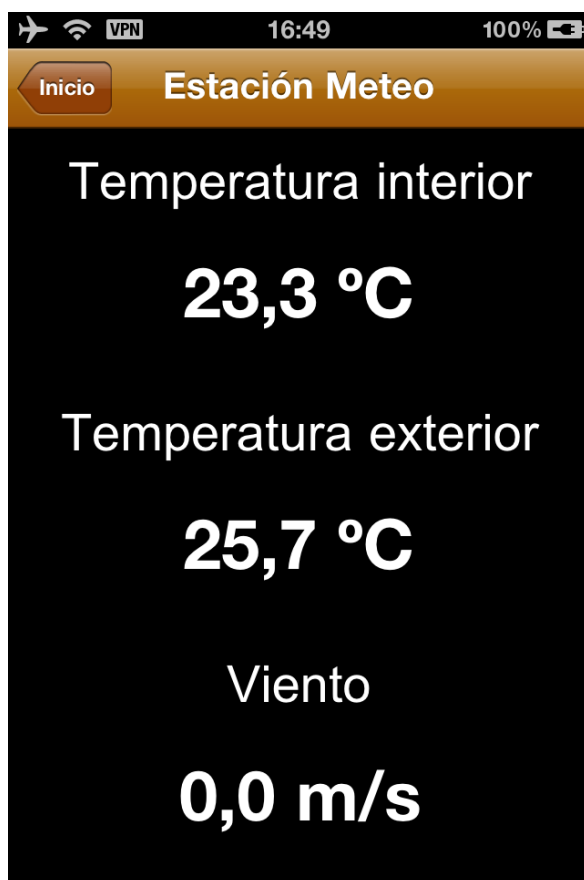 VPN 16:49 100%
Inicio Estación Meteo
Temperatura interior
23,3 ºC
Temperatura exterior
25,7 ºC
Viento
0,0 m/s